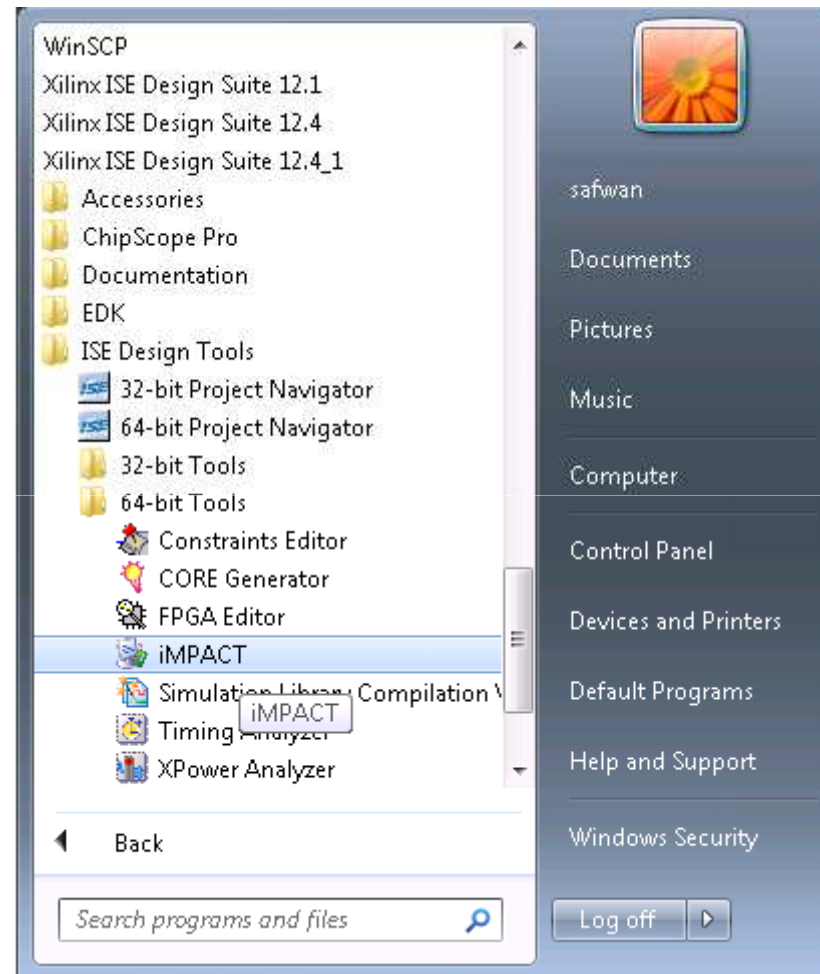 WinSCP
Xilinx ISE Design Suite 12.1
Xilinx ISE Design Suite 12.4
Xilinx ISE Design Suite 12.4_1
Accessories
ChipScope Pro
Documentation
EDK
ISE Design Tools
ISE 32-bit Project Navigator
ISE 64-bit Project Navigator
32-bit Tools
64-bit Tools
Constraints Editor
CORE Generator
FPGA Editor
iMPACT
Simulation Library Compilation
iMPACT
Timing Analyzer
XPower Analyzer
Back
Search programs and files
safwan
Documents
Pictures
Music
Computer
Control Panel
Devices and Printers
Default Programs
Help and Support
Windows Security
Log off